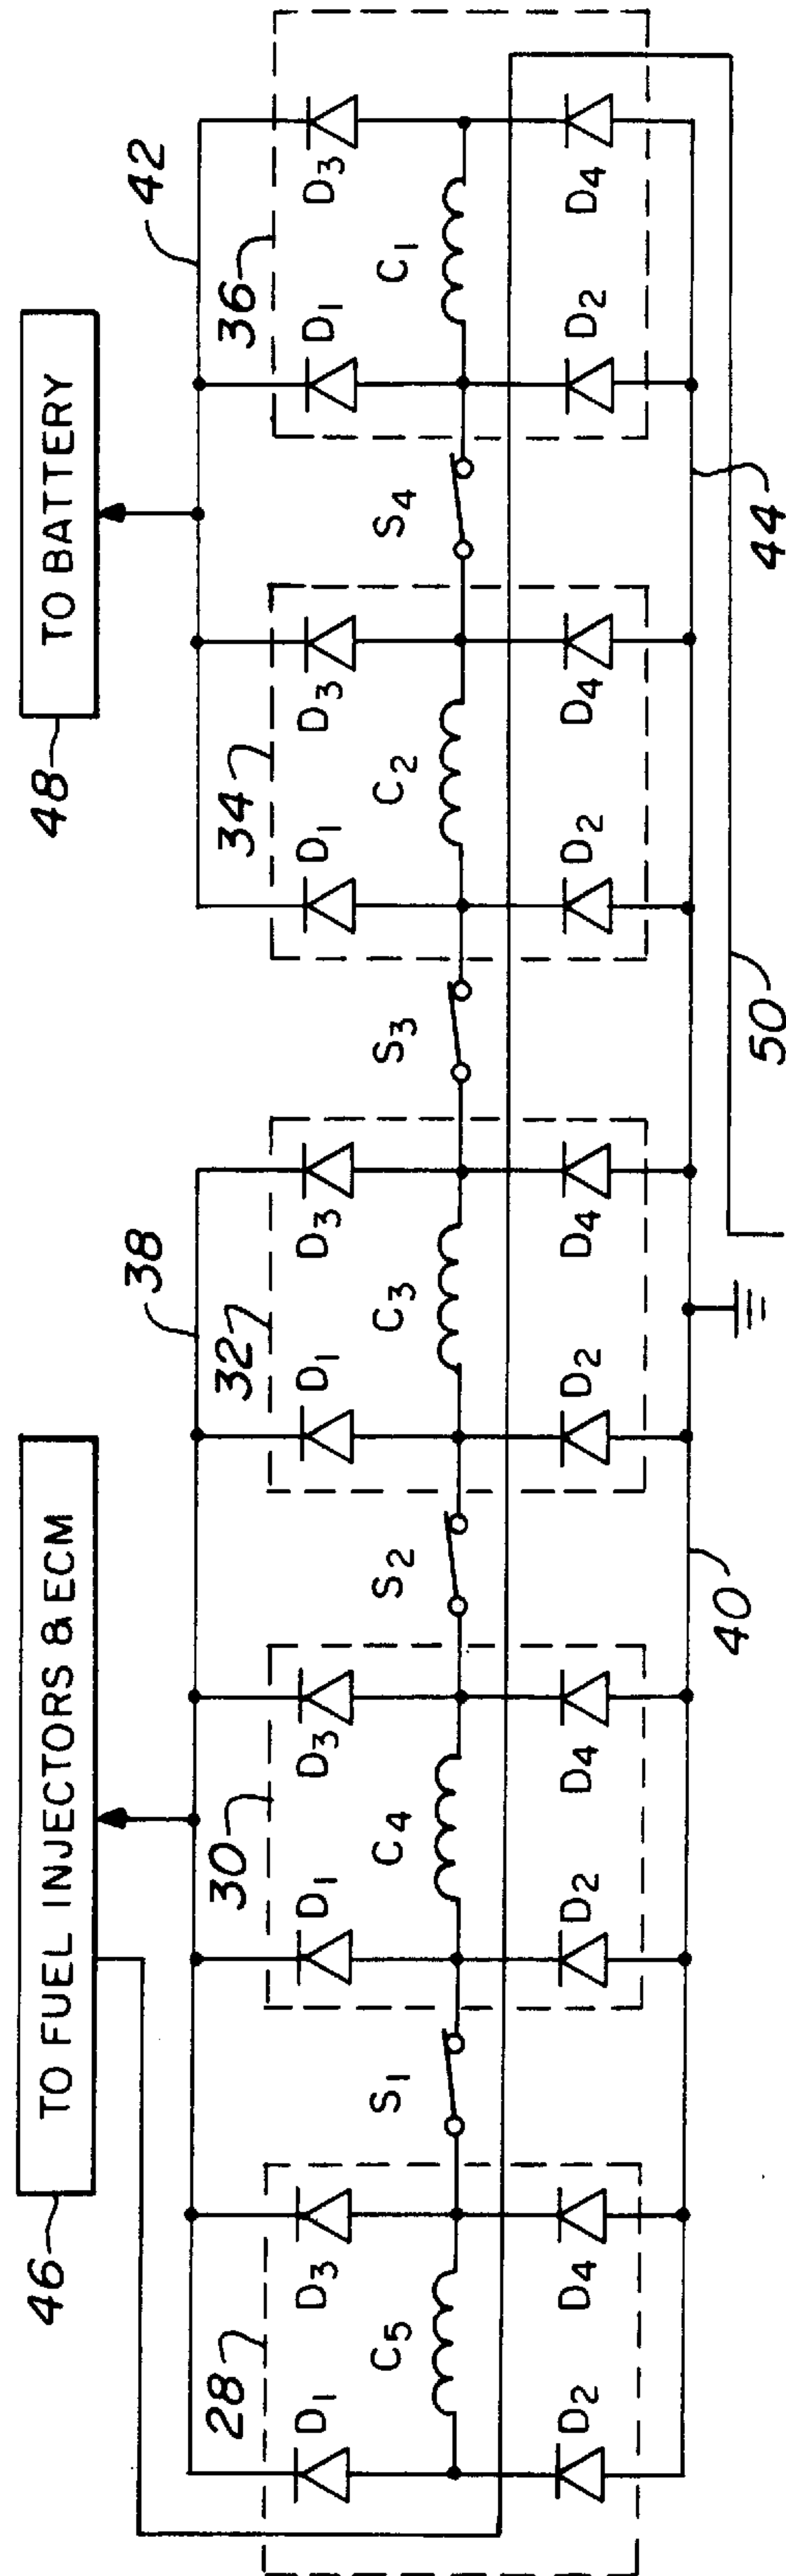 TO FUEL INJECTORS & ECM
TO BATTERY
46
48
38
42
28
30
32
34
36
D1
D3
D1
D3
D1
D3
D1
D3
D1
D3
C5
S1
C4
S2
C3
S3
C2
S4
C1
D2
D4
D2
D4
D2
D4
D2
D4
D2
D4
40
44
50